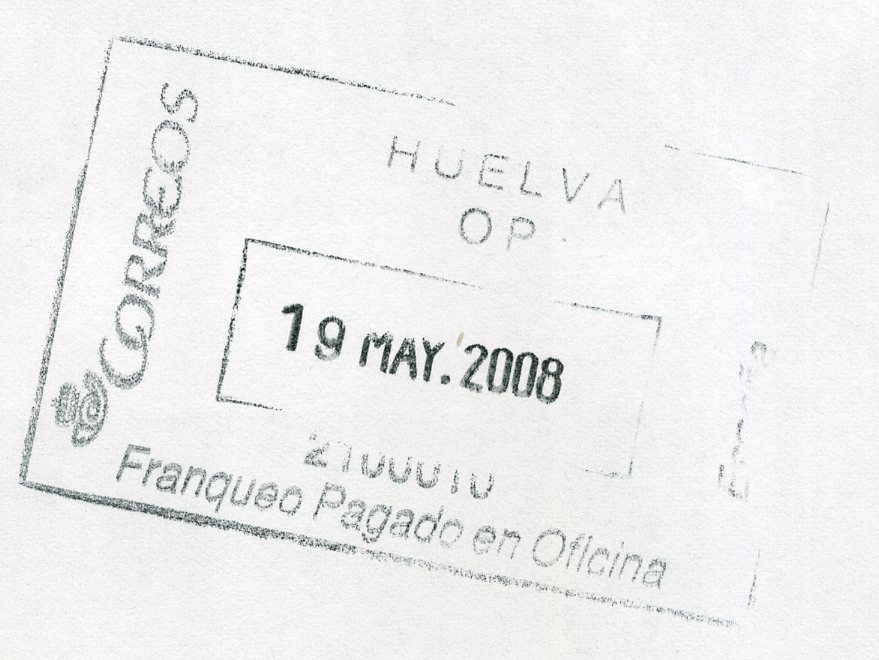 CORREOS
HUELVA
OP
19 MAY. 2008
Franqueo Pagado en Oficina